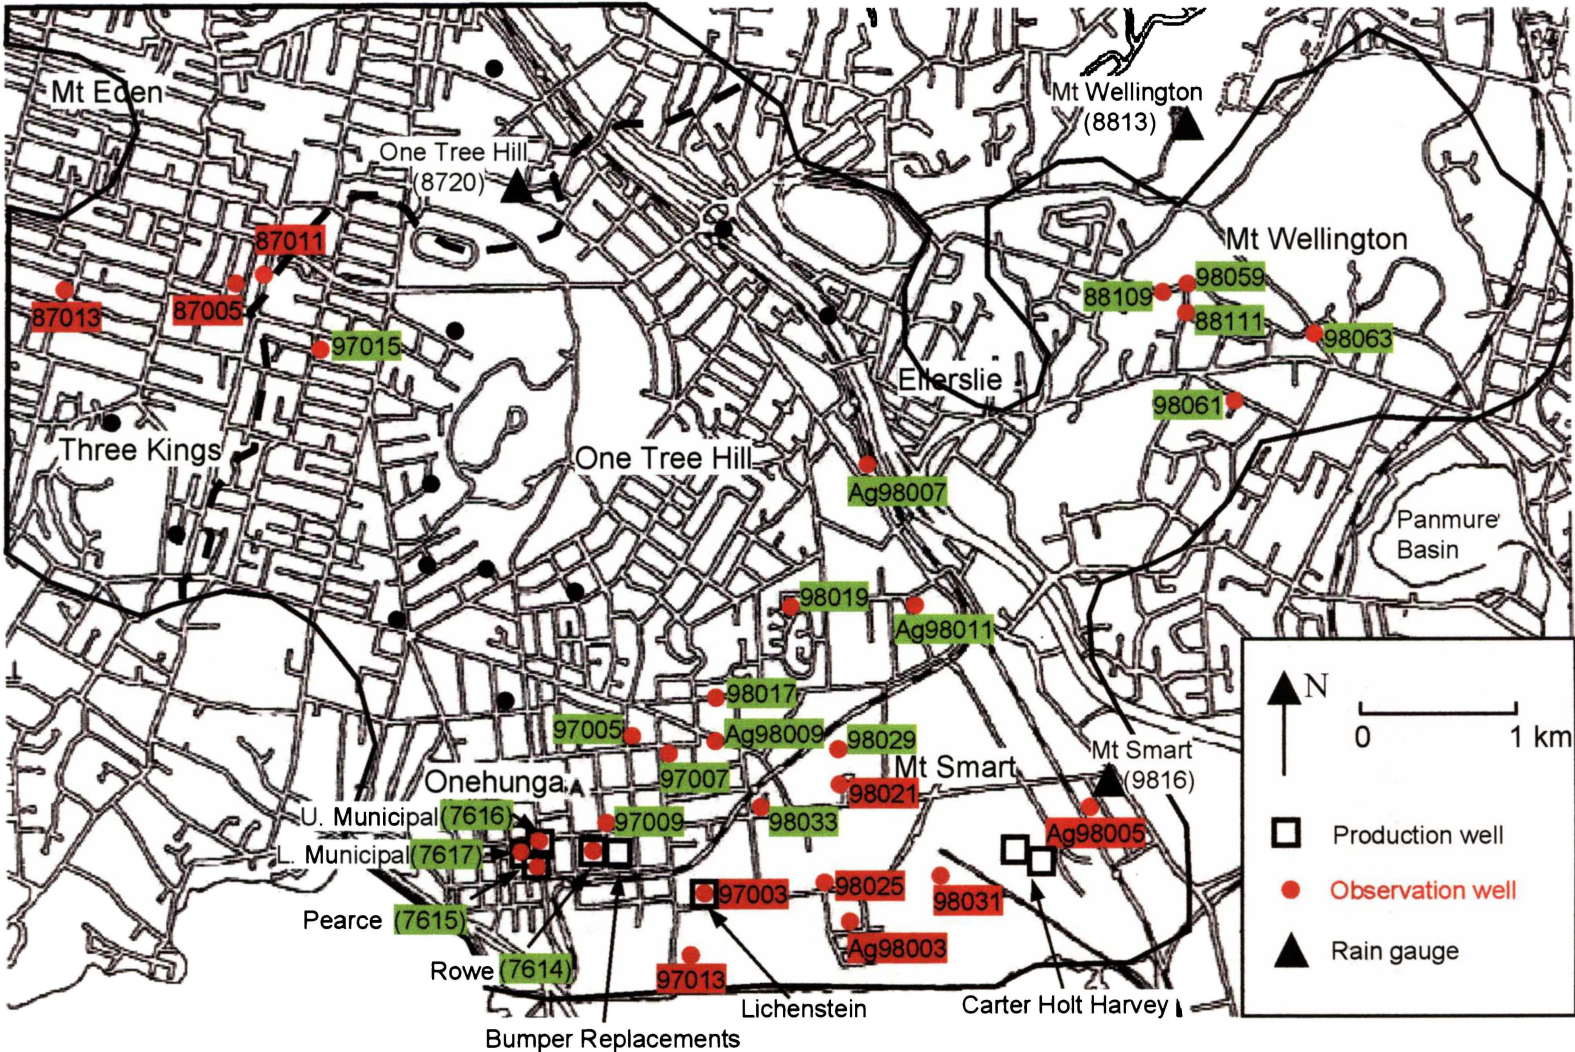 Mt Eden
Mt Wellington
(8813)
One Tree Hill
(8720)
87011
Mt Wellington
87013
87005
97015
88109
98059
88111
98063
Ellerslie
98061
Three Kings
One Tree Hill
Ag98007
Panmure
Basin
98019
Ag98011
98017
97005
Ag98009
98029
97007
Mt Smart
Mt Smart
(9816)
98021
Onehunga
U. Municipal (7616)
97009
98033
Ag98005
L. Municipal (7617)
97003
98025
98031
Pearce (7615)
Ag98003
Rowe (7614)
97013
Lichenstein
Carter Holt Harvey
Bumper Replacements
N
0 1 km
Production well
Observation well
Rain gauge